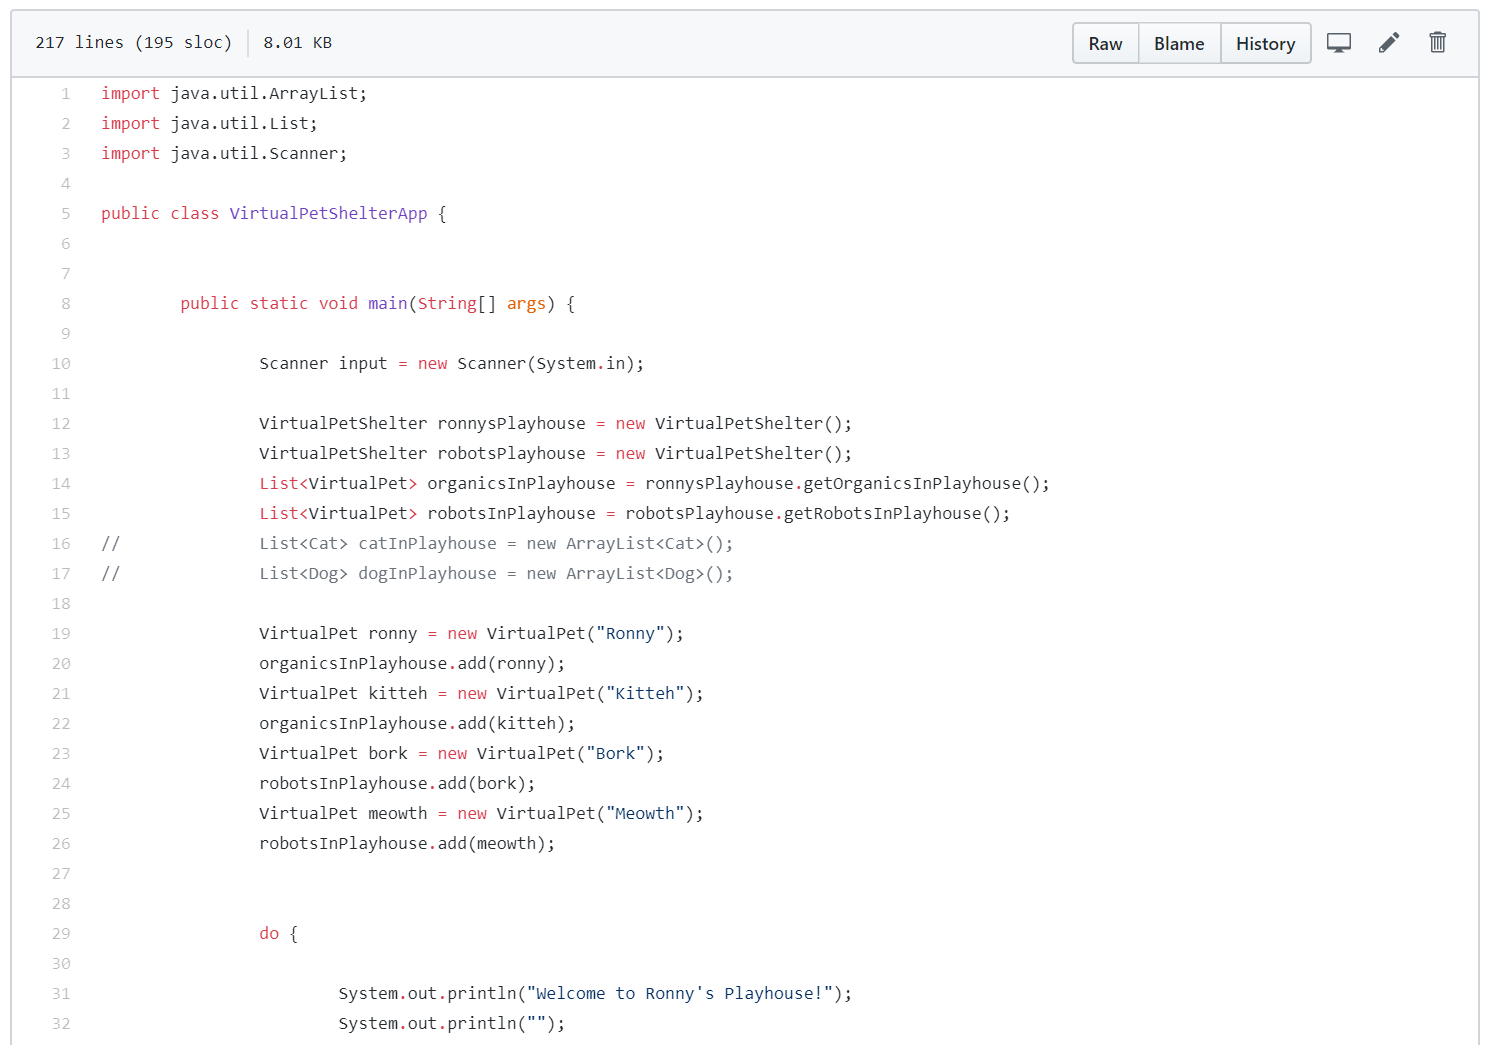 217 lines (195 sloc) 8.01 KB Raw Blame History
1 import java.util.ArrayList;
2 import java.util.List;
3 import java.util.Scanner;
4
5 public class VirtualPetShelterApp {
6
7
8 public static void main(String[] args) {
9
10 Scanner input = new Scanner(System.in);
11
12 VirtualPetShelter ronnysPlayhouse = new VirtualPetShelter();
13 VirtualPetShelter robotsPlayhouse = new VirtualPetShelter();
14 List<VirtualPet> organicsInPlayhouse = ronnysPlayhouse.getOrganicsInPlayhouse();
15 List<VirtualPet> robotsInPlayhouse = robotsPlayhouse.getRobotsInPlayhouse();
16 // List<Cat> catInPlayhouse = new ArrayList<Cat>();
17 // List<Dog> dogInPlayhouse = new ArrayList<Dog>();
18
19 VirtualPet ronny = new VirtualPet("Ronny");
20 organicsInPlayhouse.add(ronny);
21 VirtualPet kitteh = new VirtualPet("Kitteh");
22 organicsInPlayhouse.add(kitteh);
23 VirtualPet bork = new VirtualPet("Bork");
24 robotsInPlayhouse.add(bork);
25 VirtualPet meowth = new VirtualPet("Meowth");
26 robotsInPlayhouse.add(meowth);
27
28
29 do {
30
31 System.out.println("Welcome to Ronny's Playhouse!");
32 System.out.println("");